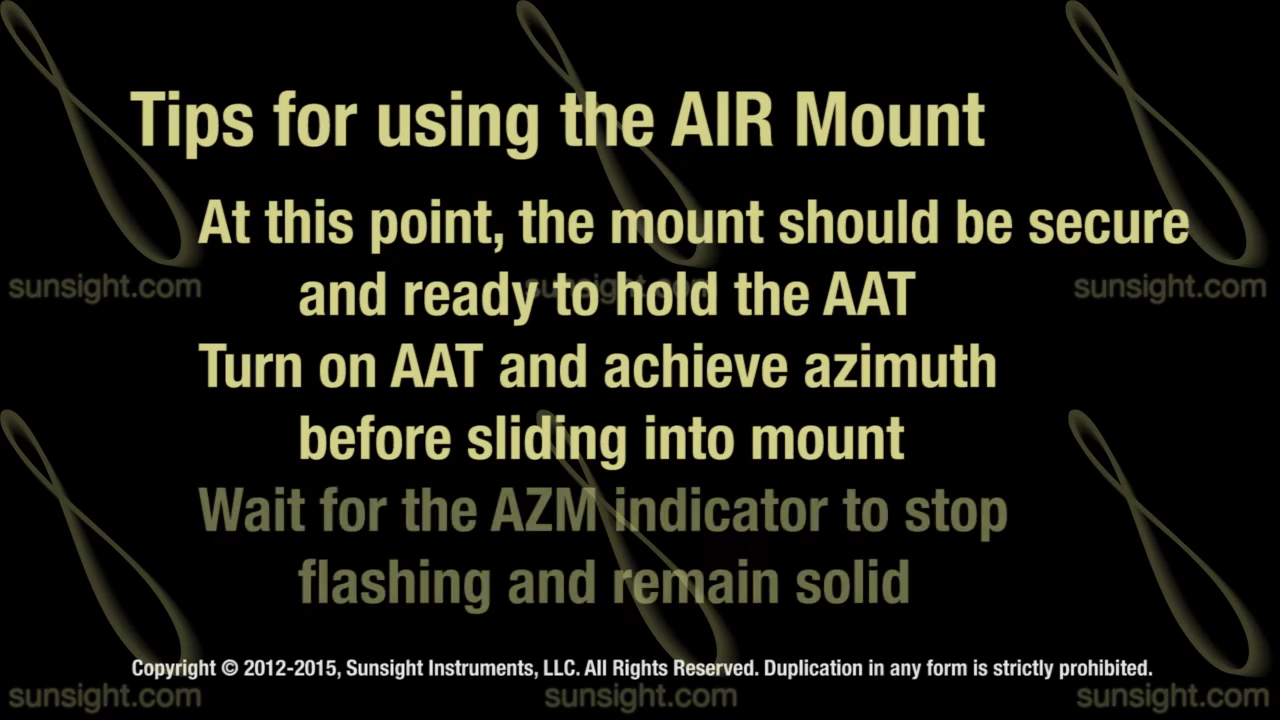 Tips for using the AIR Mount
At this point, the mount should be secure
and ready to hold the AAT
Turn on AAT and achieve azimuth
before sliding into mount
Wait for the AZM indicator to stop
flashing and remain solid
sunsight.com sunsight.com sunsight.com
Copyright © 2012-2015, Sunsight Instruments, LLC. All Rights Reserved. Duplication in any form is strictly prohibited.
sunsight.com sunsight.com sunsight.com